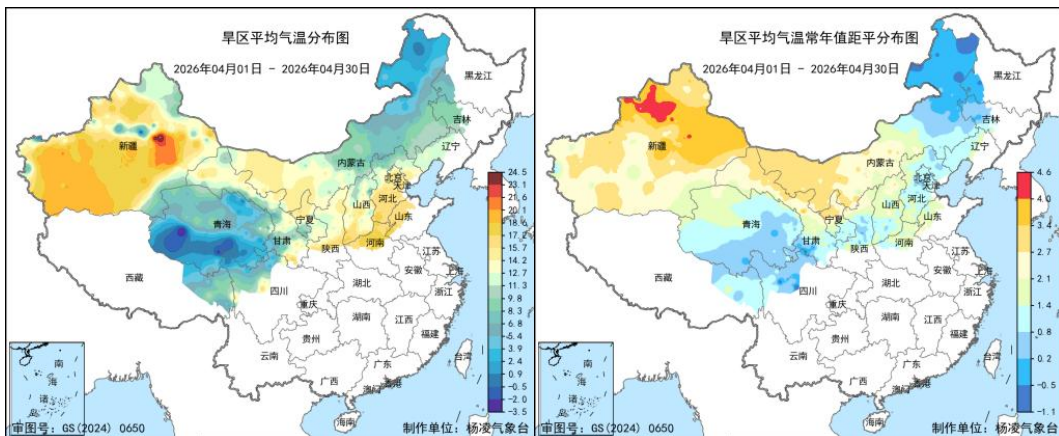 旱区平均气温分布图
2026年04月01日 - 2026年04月30日
黑龙江
吉林
辽宁
新疆
内蒙古
北京
天津
河北
山西
山东
宁夏
青海
甘肃
陕西
河南
西藏
江苏
安徽
上海
四川
湖北
重庆
浙江
湖南
江西
贵州
福建
云南
台湾
广西
广东
澳门
香港
海南
南
海
诸
岛
24.5
23.1
21.6
20.1
18.6
17.2
15.7
14.2
12.7
11.3
9.8
8.3
6.8
5.3
3.9
2.4
0.9
-0.5
-2.0
-3.5
审图号: GS(2024) 0650
制作单位: 杨凌气象台
旱区平均气温常年值距平分布图
2026年04月01日 - 2026年04月30日
黑龙江
吉林
辽宁
新疆
内蒙古
北京
天津
河北
山西
山东
宁夏
青海
甘肃
陕西
河南
西藏
江苏
安徽
上海
四川
湖北
重庆
浙江
湖南
江西
贵州
福建
云南
台湾
广西
广东
澳门
香港
海南
南
海
诸
岛
4.6
4.0
3.4
2.7
2.1
1.5
0.8
0.2
-0.5
-1.1
审图号: GS(2024) 0650
制作单位: 杨凌气象台